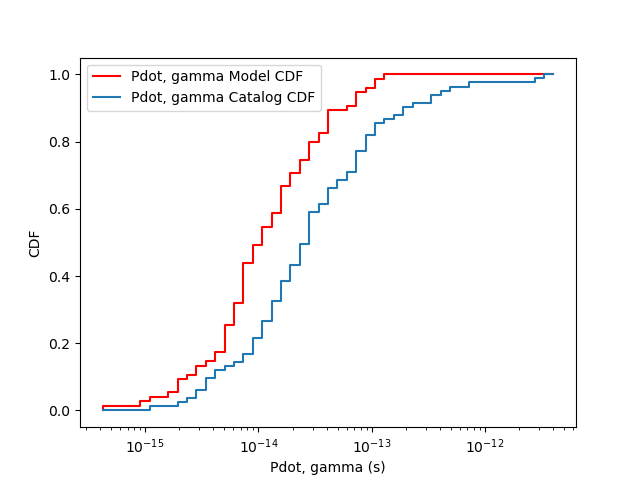 Pdot, gamma Model CDF
Pdot, gamma Catalog CDF
1.0
0.8
0.6
0.4
0.2
0.0
CDF
10⁻¹⁵
10⁻¹⁴
10⁻¹³
10⁻¹²
Pdot, gamma (s)